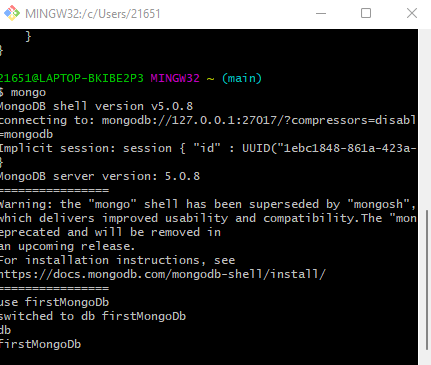 MINGW32:/c/Users/21651
}
}
21651@LAPTOP-BKIBE2P3 MINGW32 ~ (main)
$ mongo
MongoDB shell version v5.0.8
connecting to: mongodb://127.0.0.1:27017/?compressors=disabl
=mongodb
Implicit session: session { "id" : UUID("1ebc1848-861a-423a-
}
MongoDB server version: 5.0.8
================
Warning: the "mongo" shell has been superseded by "mongosh",
which delivers improved usability and compatibility.The "mon
eprecated and will be removed in
an upcoming release.
For installation instructions, see
https://docs.mongodb.com/mongodb-shell/install/
================
use firstMongoDb
switched to db firstMongoDb
db
firstMongoDb